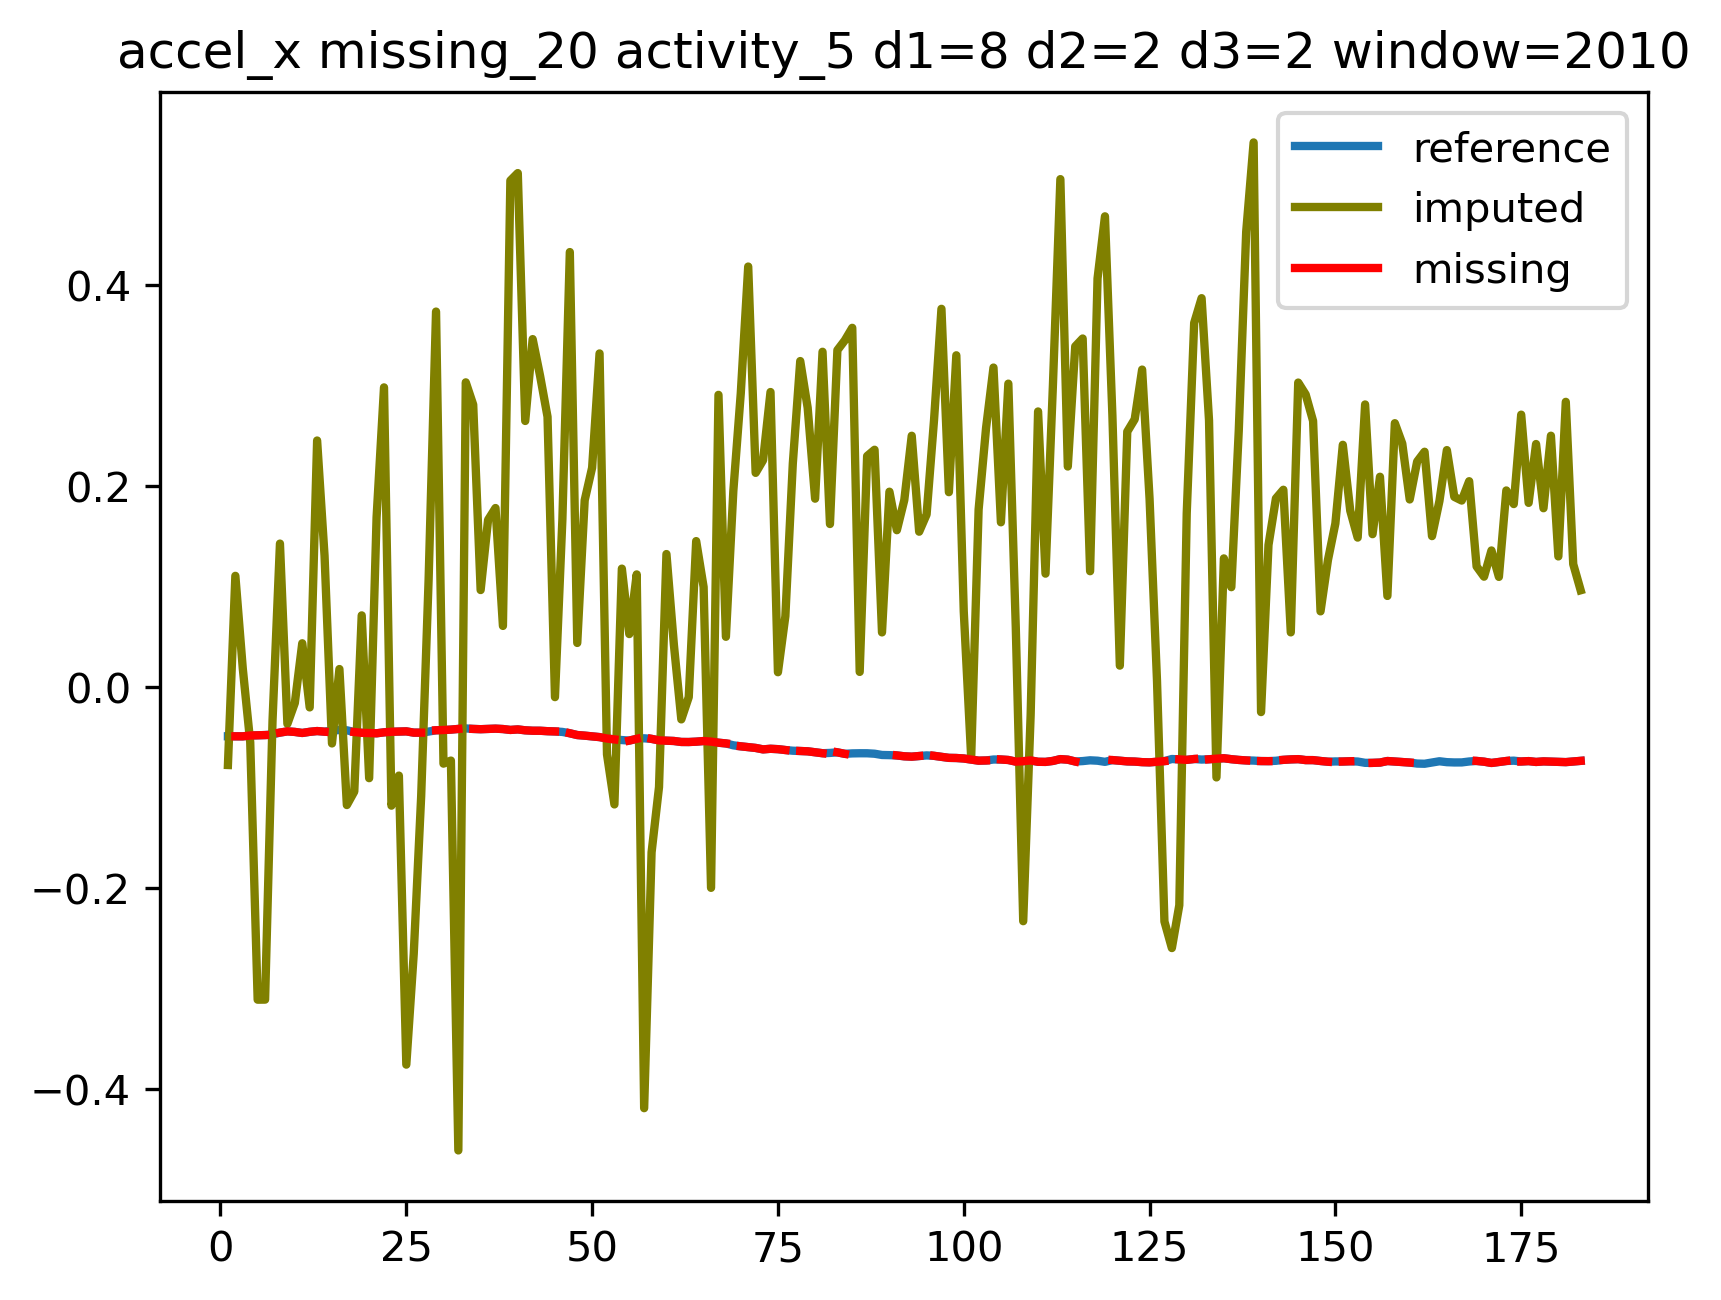 accel_x missing_20 activity_5 d1=8 d2=2 d3=2 window=2010
reference
imputed
missing
0.4
0.2
0.0
−0.2
−0.4
0 25 50 75 100 125 150 175